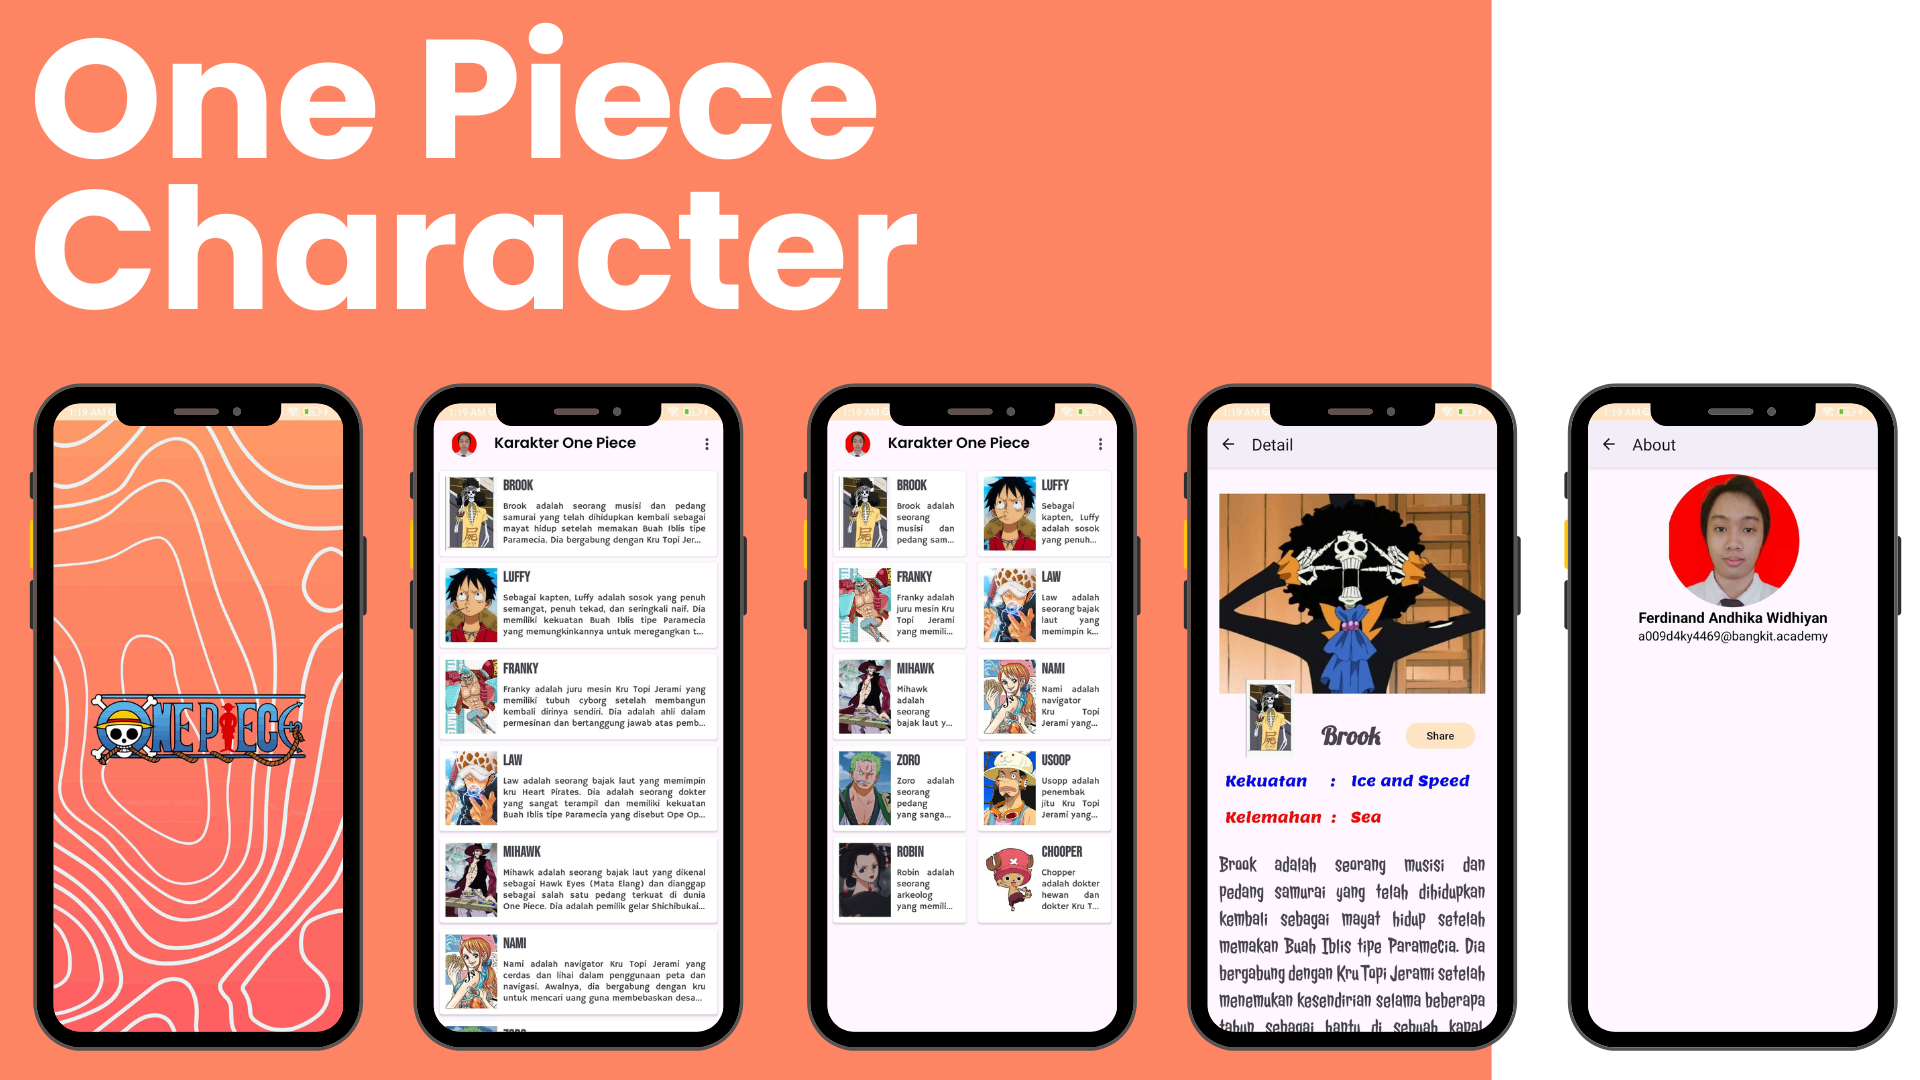 One Piece
Character
1:19 AM
ONE PIECE
1:19 AM
Karakter One Piece
BROOK
Brook adalah seorang musisi dan pedang
samurai yang telah dihidupkan kembali sebagai
mayat hidup setelah memakan Buah Iblis tipe
Paramecia. Dia bergabung dengan Kru Topi Jer...
LUFFY
Sebagai kapten, Luffy adalah sosok yang penuh
semangat, penuh tekad, dan seringkali naif. Dia
memiliki kekuatan Buah Iblis tipe Paramecia
yang memungkinkannya untuk meregangkan t...
FRANKY
Franky adalah juru mesin Kru Topi Jerami yang
memiliki tubuh cyborg setelah membangun
kembali dirinya sendiri. Dia adalah ahli dalam
permesinan dan bertanggung jawab atas pemb...
LAW
Law adalah seorang bajak laut yang memimpin
kru Heart Pirates. Dia adalah seorang dokter
yang sangat terampil dan memiliki kekuatan
Buah Iblis tipe Paramecia yang disebut Ope Op...
MIHAWK
Mihawk adalah seorang bajak laut yang dikenal
sebagai Hawk Eyes (Mata Elang) dan dianggap
sebagai salah satu pedang terkuat di dunia
One Piece. Dia adalah pemilik gelar Shichibukai...
NAMI
Nami adalah navigator Kru Topi Jerami yang
cerdas dan lihai dalam penggunaan peta dan
navigasi. Awalnya, dia bergabung dengan kru
untuk mencari uang guna membebaskan desa...
ZORO
1:19 AM
Karakter One Piece
BROOK
Brook adalah
seorang
musisi dan
pedang sam...
LUFFY
Sebagai
kapten, Luffy
adalah sosok
yang penuh...
FRANKY
Franky adalah
juru mesin Kru
Topi Jerami
yang memili...
LAW
Law adalah
seorang bajak
laut yang
memimpin k...
MIHAWK
Mihawk
adalah
seorang
bajak laut y...
NAMI
Nami adalah
navigator
Kru Topi
Jerami yang...
ZORO
Zoro adalah
seorang
pedang
yang sanga...
USOOP
Usopp adalah
penembak
jitu Kru Topi
Jerami yang...
ROBIN
Robin adalah
seorang
arkeolog
yang memili...
CHOOPER
Chopper
adalah dokter
hewan dan
dokter Kru T...
1:19 AM
Detail
Brook
Share
Kekuatan : Ice and Speed
Kelemahan : Sea
Brook adalah seorang musisi dan
pedang samurai yang telah dihidupkan
kembali sebagai mayat hidup setelah
memakan Buah Iblis tipe Paramecia. Dia
bergabung dengan Kru Topi Jerami setelah
menemukan kesendirian selama beberapa
tahun sebagai hantu di sebuah kapal
1:19 AM
About
Ferdinand Andhika Widhiyan
a009d4ky4469@bangkit.academy